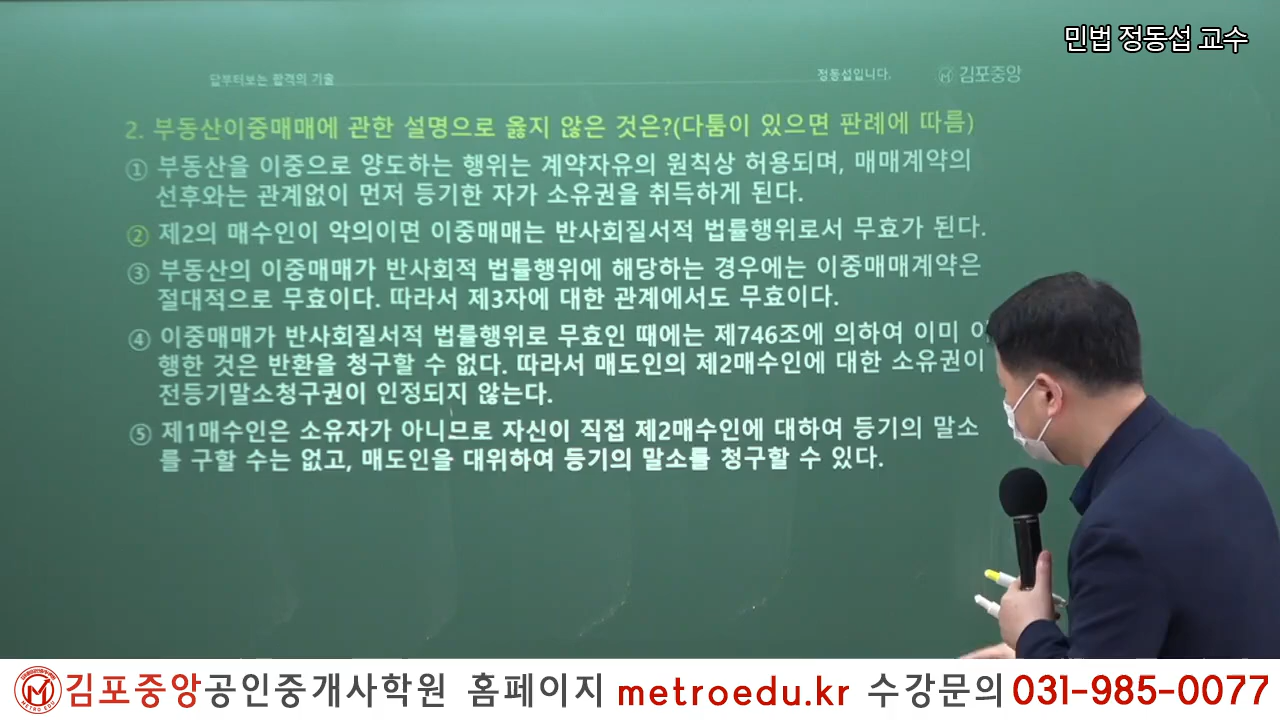 민법 정동섭 교수
답부터보는 합격의 기술 정동섭입니다. 김포중앙
2. 부동산이중매매에 관한 설명으로 옳지 않은 것은?(다툼이 있으면 판례에 따름)
① 부동산을 이중으로 양도하는 행위는 계약자유의 원칙상 허용되며, 매매계약의
선후와는 관계없이 먼저 등기한 자가 소유권을 취득하게 된다.
② 제2의 매수인이 악의이면 이중매매는 반사회질서적 법률행위로서 무효가 된다.
③ 부동산의 이중매매가 반사회적 법률행위에 해당하는 경우에는 이중매매계약은
절대적으로 무효이다. 따라서 제3자에 대한 관계에서도 무효이다.
④ 이중매매가 반사회질서적 법률행위로 무효인 때에는 제746조에 의하여 이미
행한 것은 반환을 청구할 수 없다. 따라서 매도인의 제2매수인에 대한 소유권이
전등기말소청구권이 인정되지 않는다.
⑤ 제1매수인은 소유자가 아니므로 자신이 직접 제2매수인에 대하여 등기의 말소
를 구할 수는 없고, 매도인을 대위하여 등기의 말소를 청구할 수 있다.
METRO EDU 김포중앙공인중개사학원 홈페이지 metroedu.kr 수강문의 031-985-0077